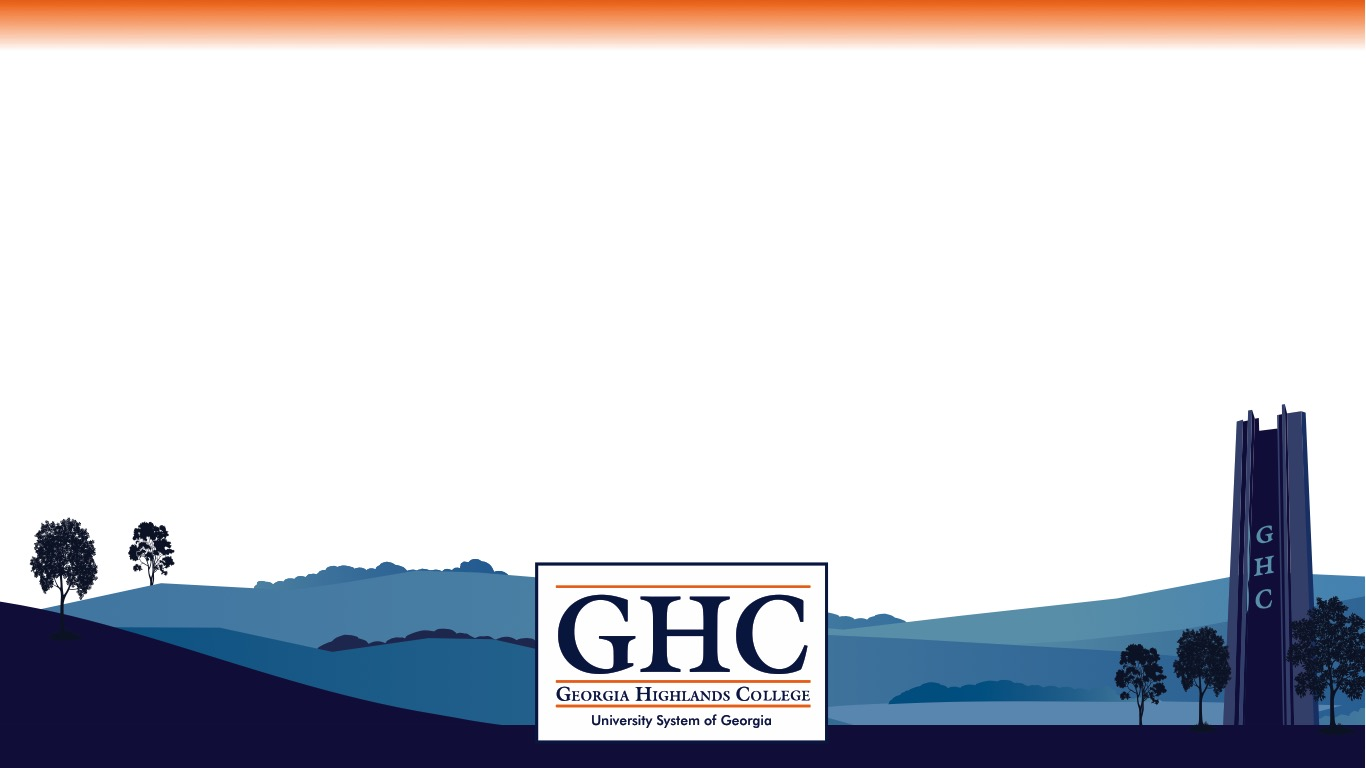 GHC
GEORGIA HIGHLANDS COLLEGE
University System of Georgia
G
H
C